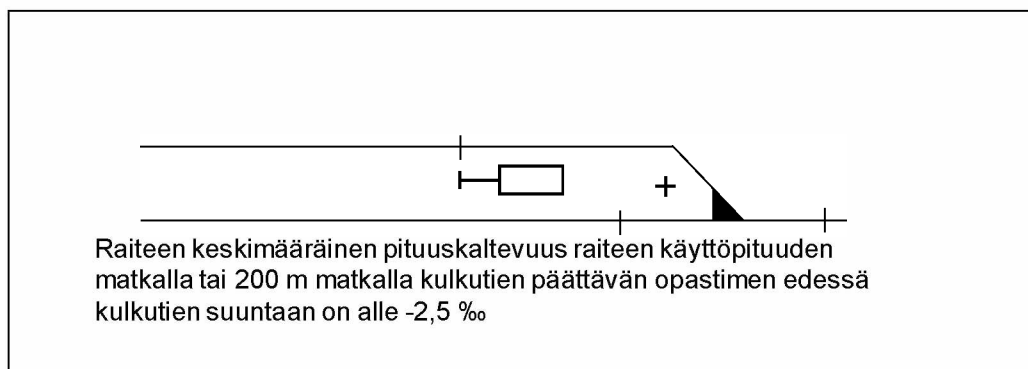 Raiteen keskimääräinen pituuskaltevuus raiteen käyttöpituuden
matkalla tai 200 m matkalla kulkutien päättävän opastimen edessä
kulkutien suuntaan on alle -2,5 ‰